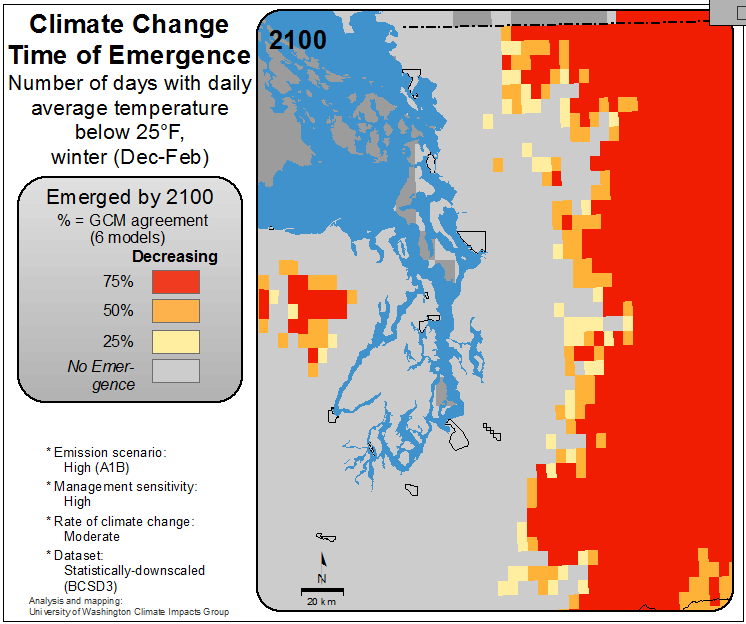 Climate Change
Time of Emergence
Number of days with daily
average temperature
below 25°F,
winter (Dec-Feb)
Emerged by 2100
% = GCM agreement
(6 models)
Decreasing
75%
50%
25%
No Emer-
gence
* Emission scenario:
High (A1B)
* Management sensitivity:
High
* Rate of climate change:
Moderate
* Dataset:
Statistically-downscaled
(BCSD3)
Analysis and mapping:
University of Washington Climate Impacts Group
2100
N
20 km